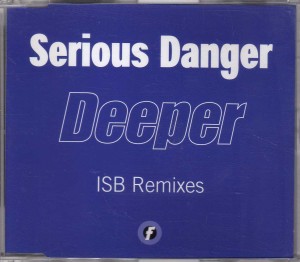 Serious Danger
Deeper
ISB Remixes
f